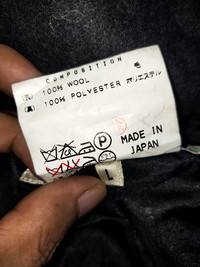 COMPOSITION
100% WOOL 毛
100% POLYESTER ポリエステル
P
MADE IN
JAPAN
L